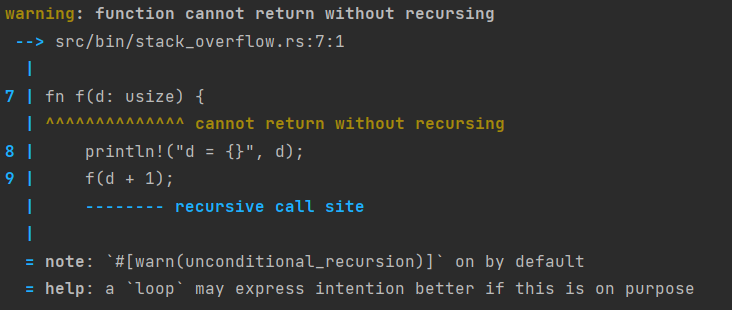 warning: function cannot return without recursing
 --> src/bin/stack_overflow.rs:7:1
  |
7 | fn f(d: usize) {
  | ^^^^^^^^^^^^^^ cannot return without recursing
8 |     println!("d = {}", d);
9 |     f(d + 1);
  |     -------- recursive call site
  |
  = note: `#[warn(unconditional_recursion)]` on by default
  = help: a `loop` may express intention better if this is on purpose